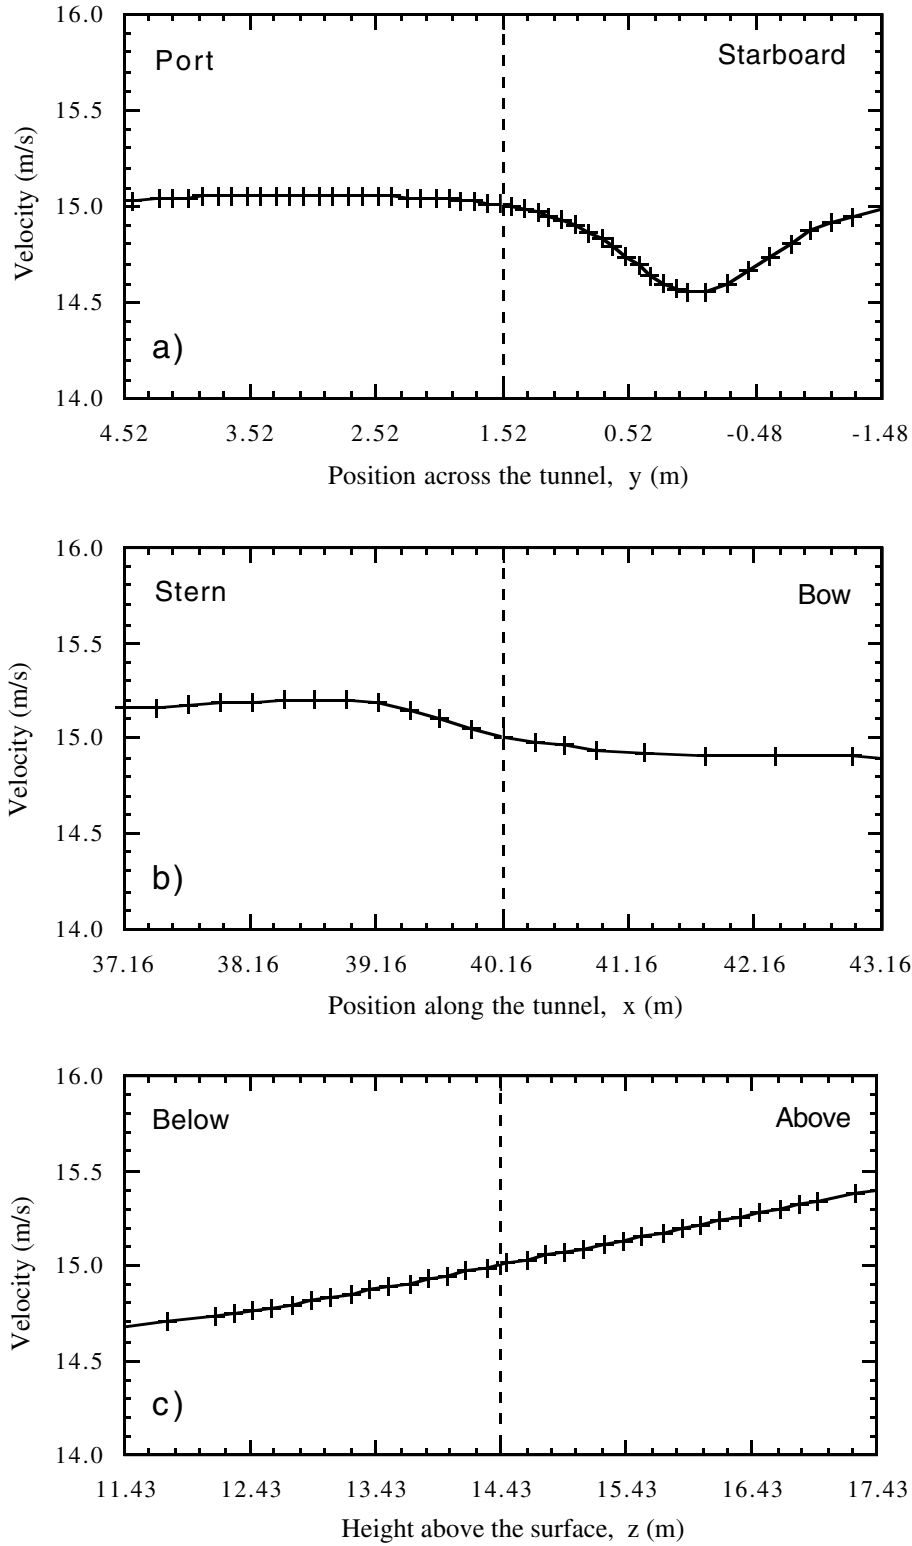 16.0
Port
Starboard
15.5
15.0
14.5
a)
14.0
4.52 3.52 2.52 1.52 0.52 -0.48 -1.48
Position across the tunnel, y (m)
Velocity (m/s)
16.0
Stern
Bow
15.5
15.0
14.5
b)
14.0
37.16 38.16 39.16 40.16 41.16 42.16 43.16
Position along the tunnel, x (m)
Velocity (m/s)
16.0
Below
Above
15.5
15.0
14.5
c)
14.0
11.43 12.43 13.43 14.43 15.43 16.43 17.43
Height above the surface, z (m)
Velocity (m/s)